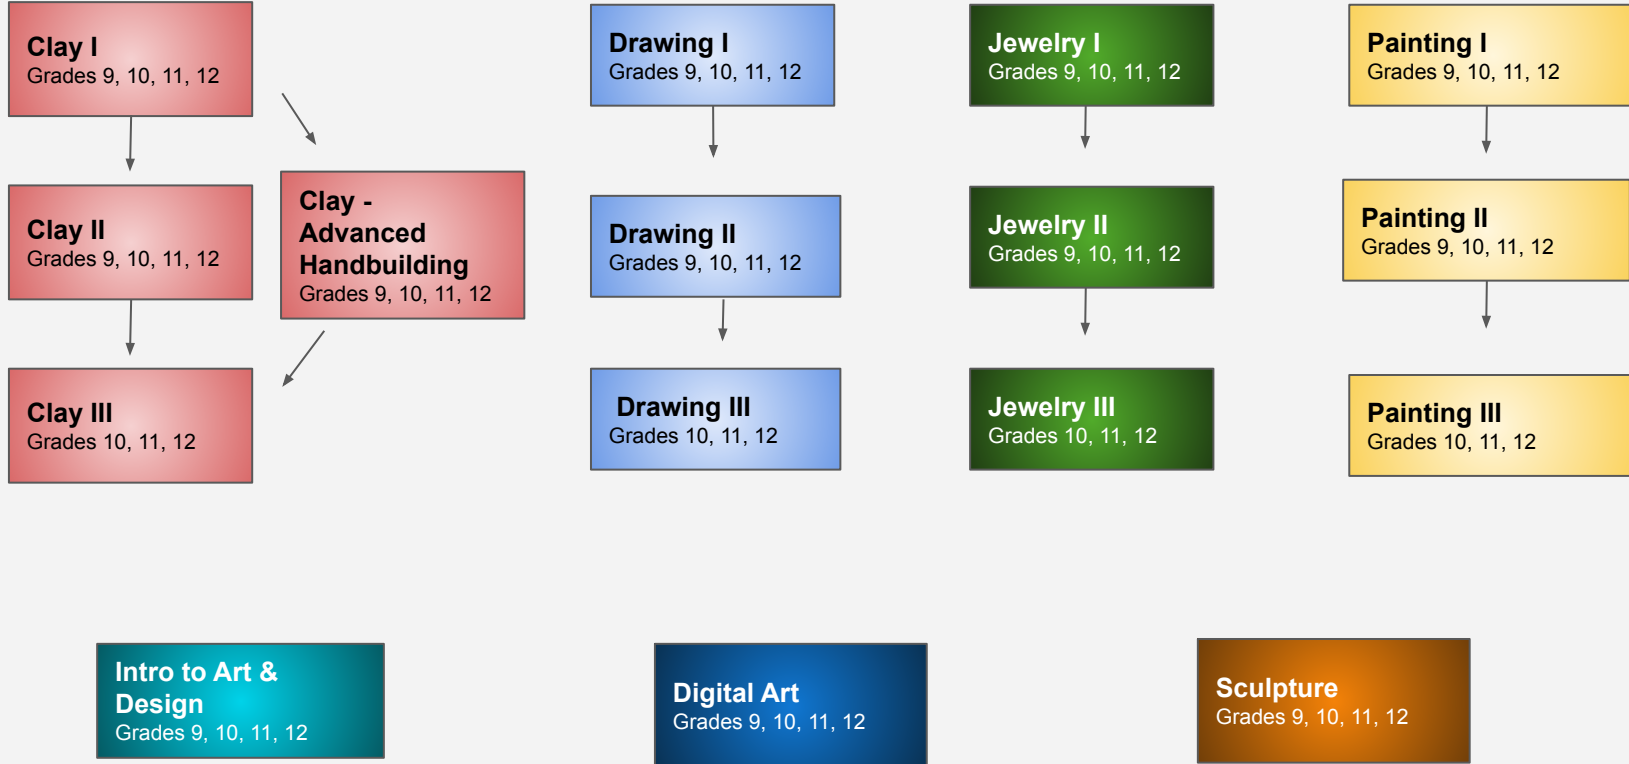 Clay I
Grades 9, 10, 11, 12
Drawing I
Grades 9, 10, 11, 12
Jewelry I
Grades 9, 10, 11, 12
Painting I
Grades 9, 10, 11, 12
Clay II
Grades 9, 10, 11, 12
Clay -
Advanced
Handbuilding
Grades 9, 10, 11, 12
Drawing II
Grades 9, 10, 11, 12
Jewelry II
Grades 9, 10, 11, 12
Painting II
Grades 9, 10, 11, 12
Clay III
Grades 10, 11, 12
Drawing III
Grades 10, 11, 12
Jewelry III
Grades 10, 11, 12
Painting III
Grades 10, 11, 12
Intro to Art &
Design
Grades 9, 10, 11, 12
Digital Art
Grades 9, 10, 11, 12
Sculpture
Grades 9, 10, 11, 12